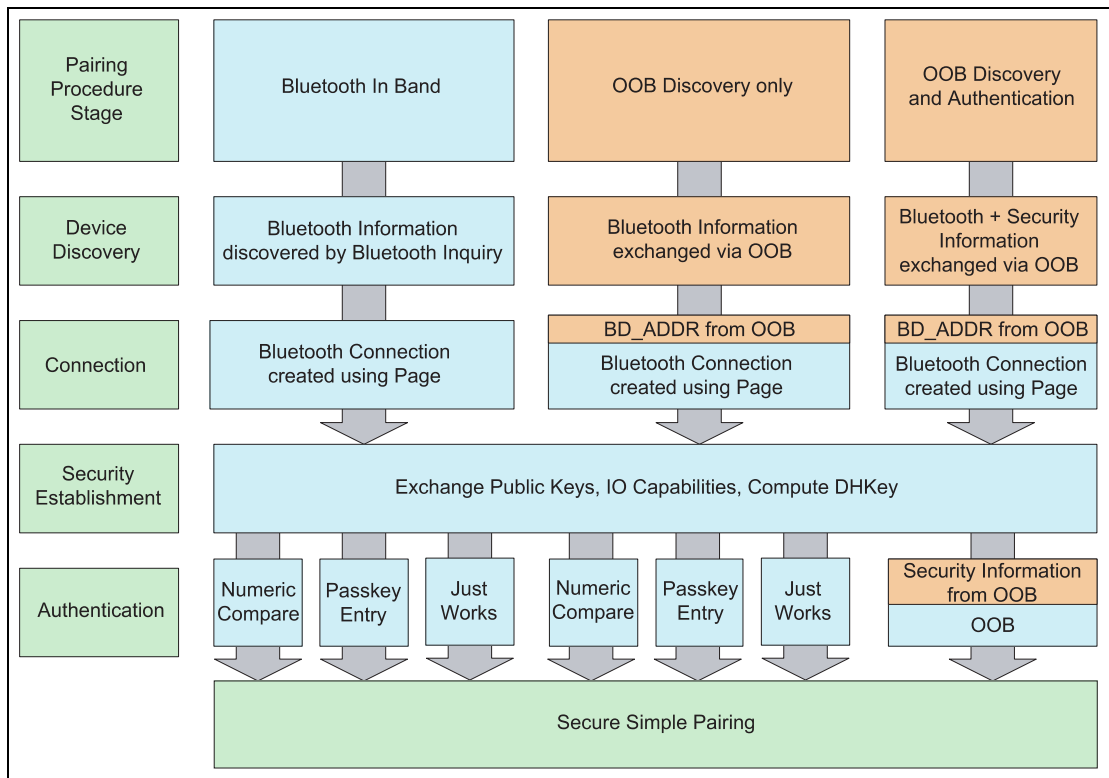 Pairing
Procedure
Stage
Bluetooth In Band
OOB Discovery only
OOB Discovery
and Authentication
Device
Discovery
Bluetooth Information
discovered by Bluetooth Inquiry
Bluetooth Information
exchanged via OOB
Bluetooth + Security
Information
exchanged via OOB
Connection
Bluetooth Connection
created using Page
BD_ADDR from OOB
Bluetooth Connection
created using Page
BD_ADDR from OOB
Bluetooth Connection
created using Page
Security
Establishment
Exchange Public Keys, IO Capabilities, Compute DHKey
Authentication
Numeric
Compare
Passkey
Entry
Just
Works
Numeric
Compare
Passkey
Entry
Just
Works
Security Information
from OOB
OOB
Secure Simple Pairing